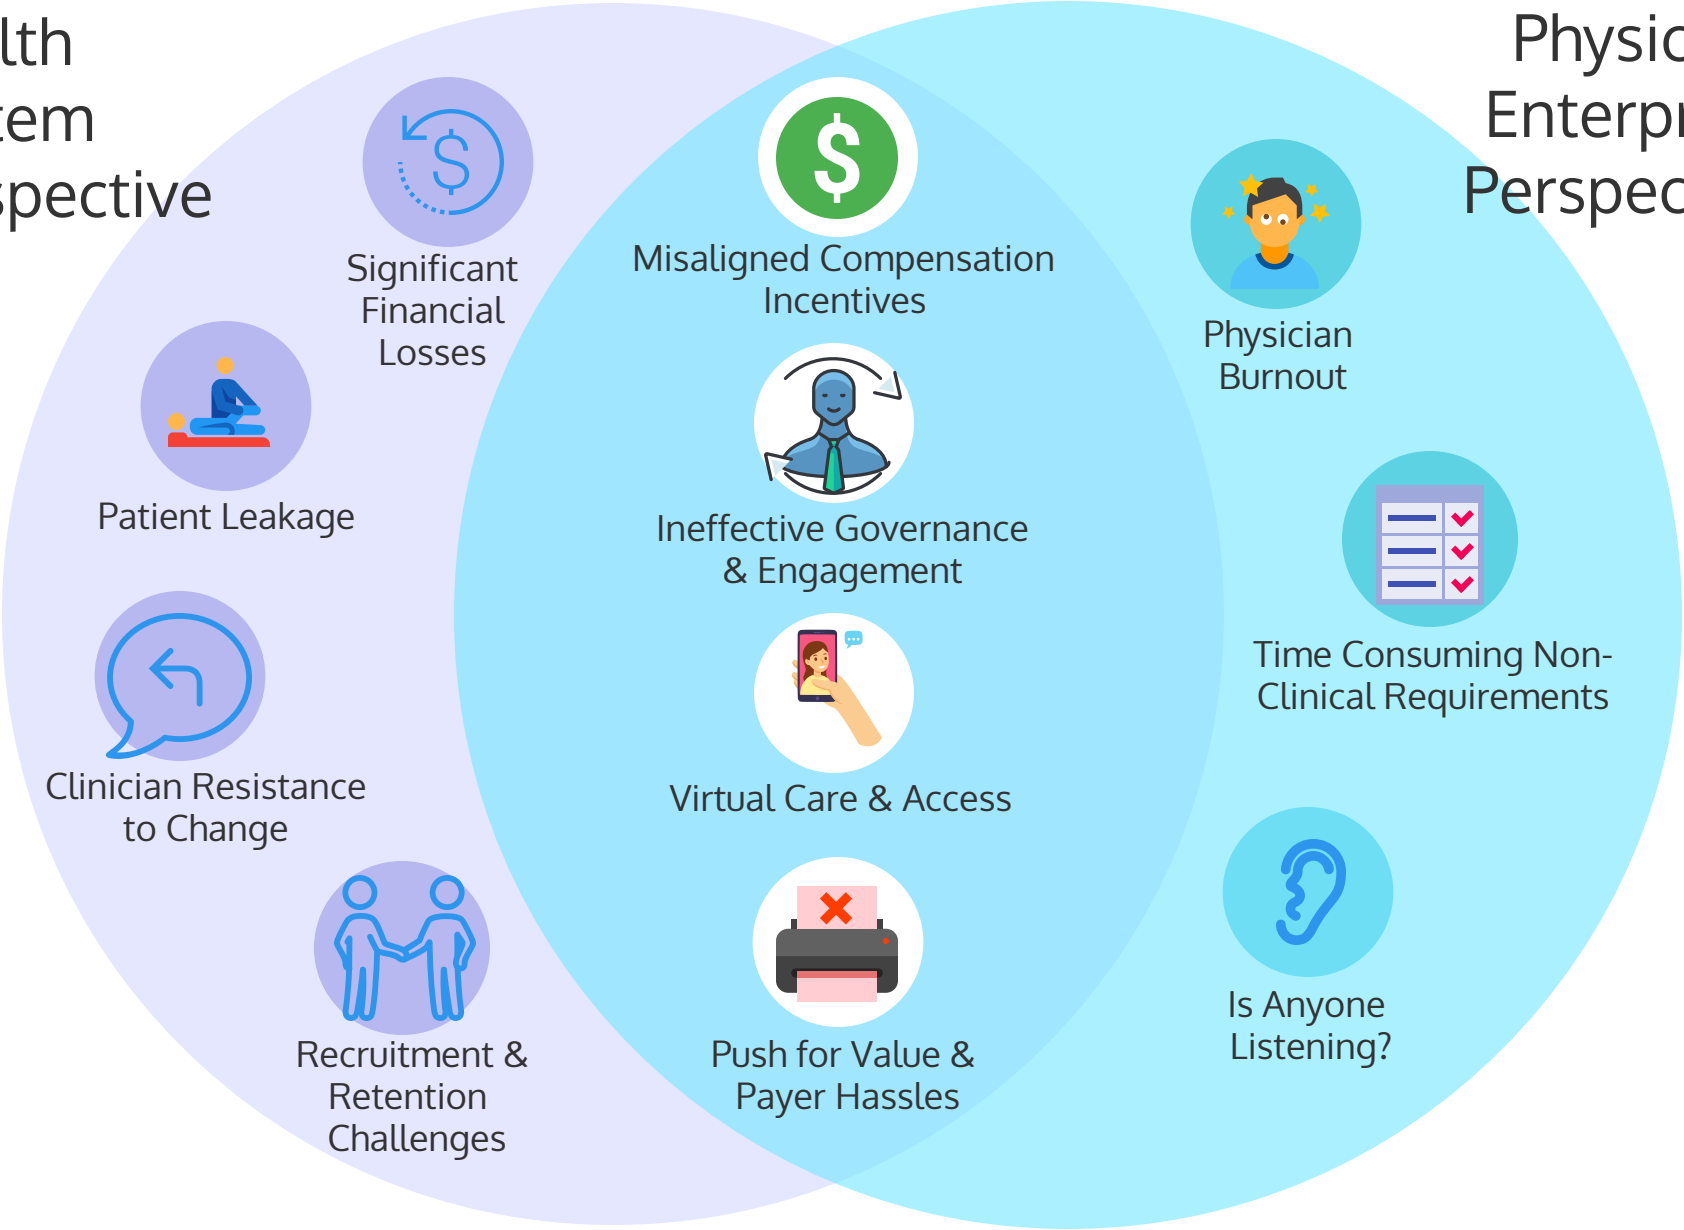 lth
tem
spective
Significant
Financial
Losses
Patient Leakage
Clinician Resistance
to Change
Recruitment &
Retention
Challenges
Misaligned Compensation
Incentives
Ineffective Governance
& Engagement
Virtual Care & Access
Push for Value &
Payer Hassles
Physic
Enterpr
Perspec
Physician
Burnout
Time Consuming Non-
Clinical Requirements
Is Anyone
Listening?